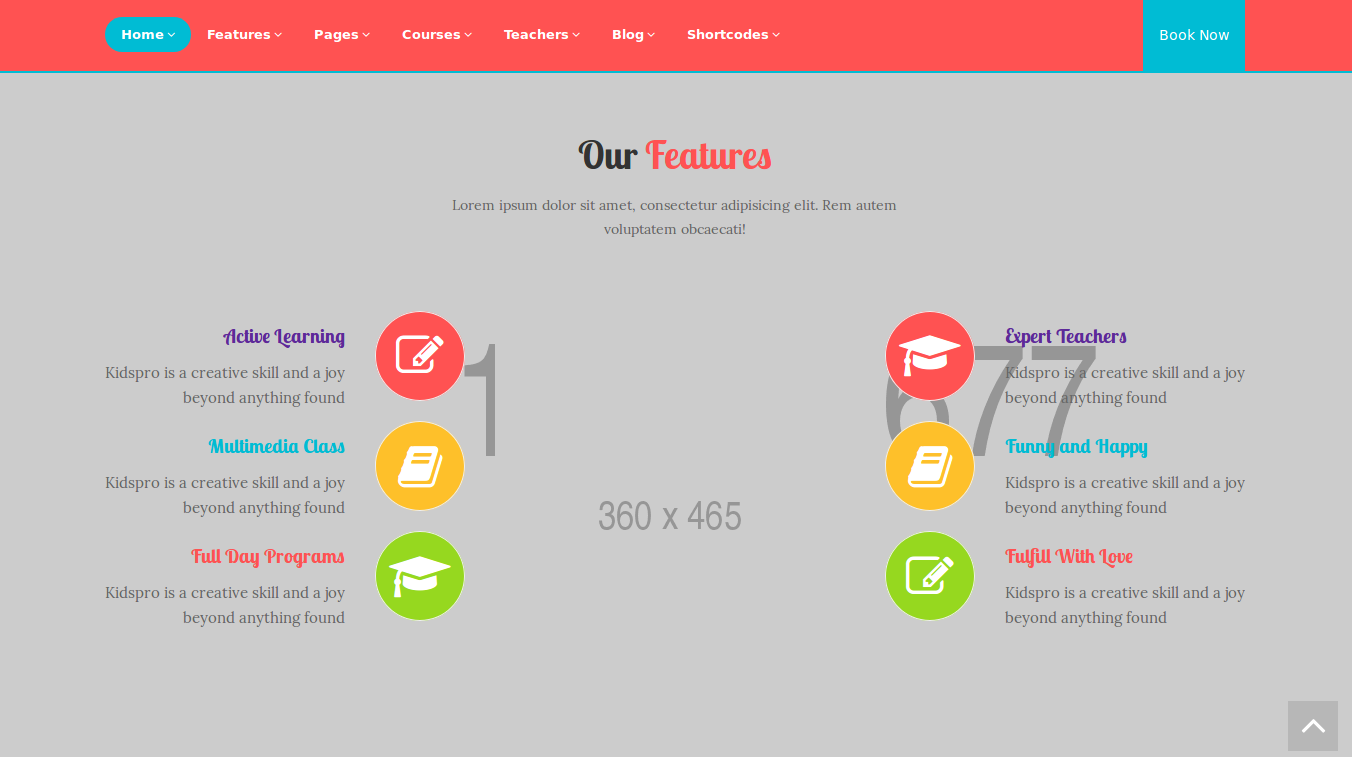 Home Features Pages Courses Teachers Blog Shortcodes Book Now
Our Features
Lorem ipsum dolor sit amet, consectetur adipisicing elit. Rem autem
voluptatem obcaecati!
Active Learning
Kidspro is a creative skill and a joy
beyond anything found
Multimedia Class
Kidspro is a creative skill and a joy
beyond anything found
Full Day Programs
Kidspro is a creative skill and a joy
beyond anything found
1
677
360 x 465
Expert Teachers
Kidspro is a creative skill and a joy
beyond anything found
Funny and Happy
Kidspro is a creative skill and a joy
beyond anything found
Fulfill With Love
Kidspro is a creative skill and a joy
beyond anything found